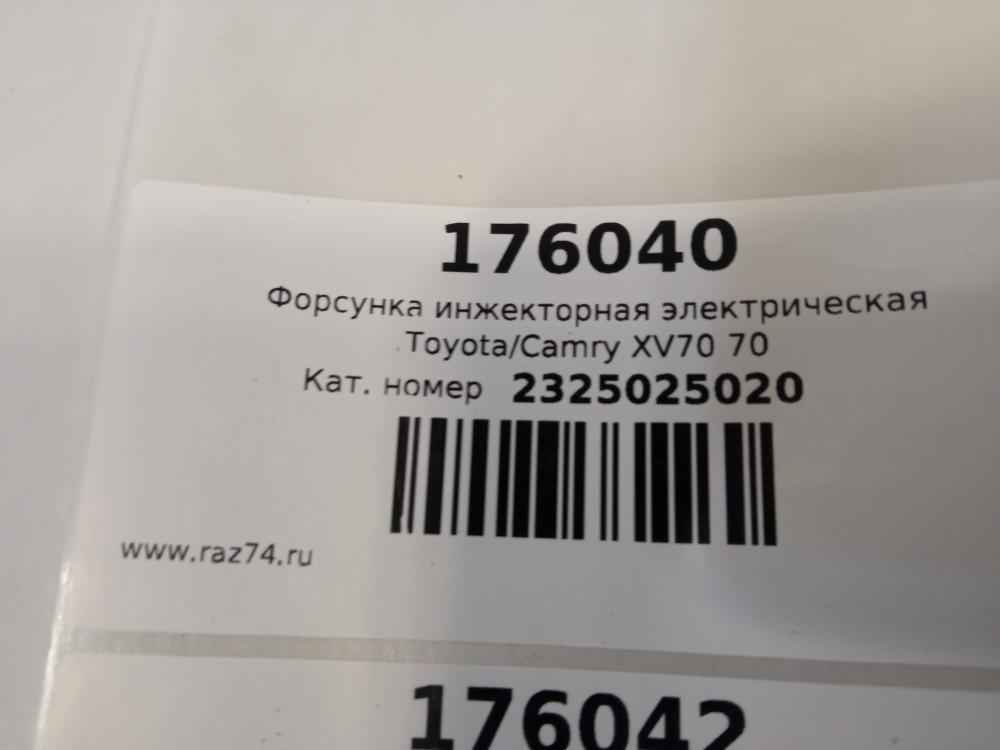 176040
Форсунка инжекторная электрическая
Toyota/Camry XV70 70
Кат. номер 2325025020
www.raz74.ru
176042